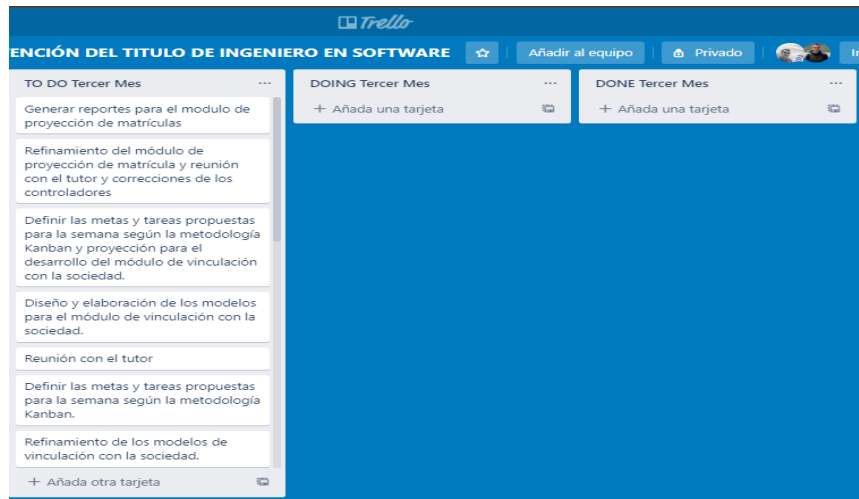 Trello
ENCIÓN DEL TITULO DE INGENIERO EN SOFTWARE
Añadir al equipo
Privado
TO DO Tercer Mes
Generar reportes para el modulo de
proyección de matrículas
Refinamiento del módulo de
proyección de matrícula y reunión
con el tutor y correcciones de los
controladores
Definir las metas y tareas propuestas
para la semana según la metodología
Kanban y proyección para el
desarrollo del módulo de vinculación
con la sociedad.
Diseño y elaboración de los modelos
para el módulo de vinculación con la
sociedad.
Reunión con el tutor
Definir las metas y tareas propuestas
para la semana según la metodología
Kanban.
Refinamiento de los modelos de
vinculación con la sociedad.
+ Añada otra tarjeta
DOING Tercer Mes
+ Añada una tarjeta
DONE Tercer Mes
+ Añada una tarjeta